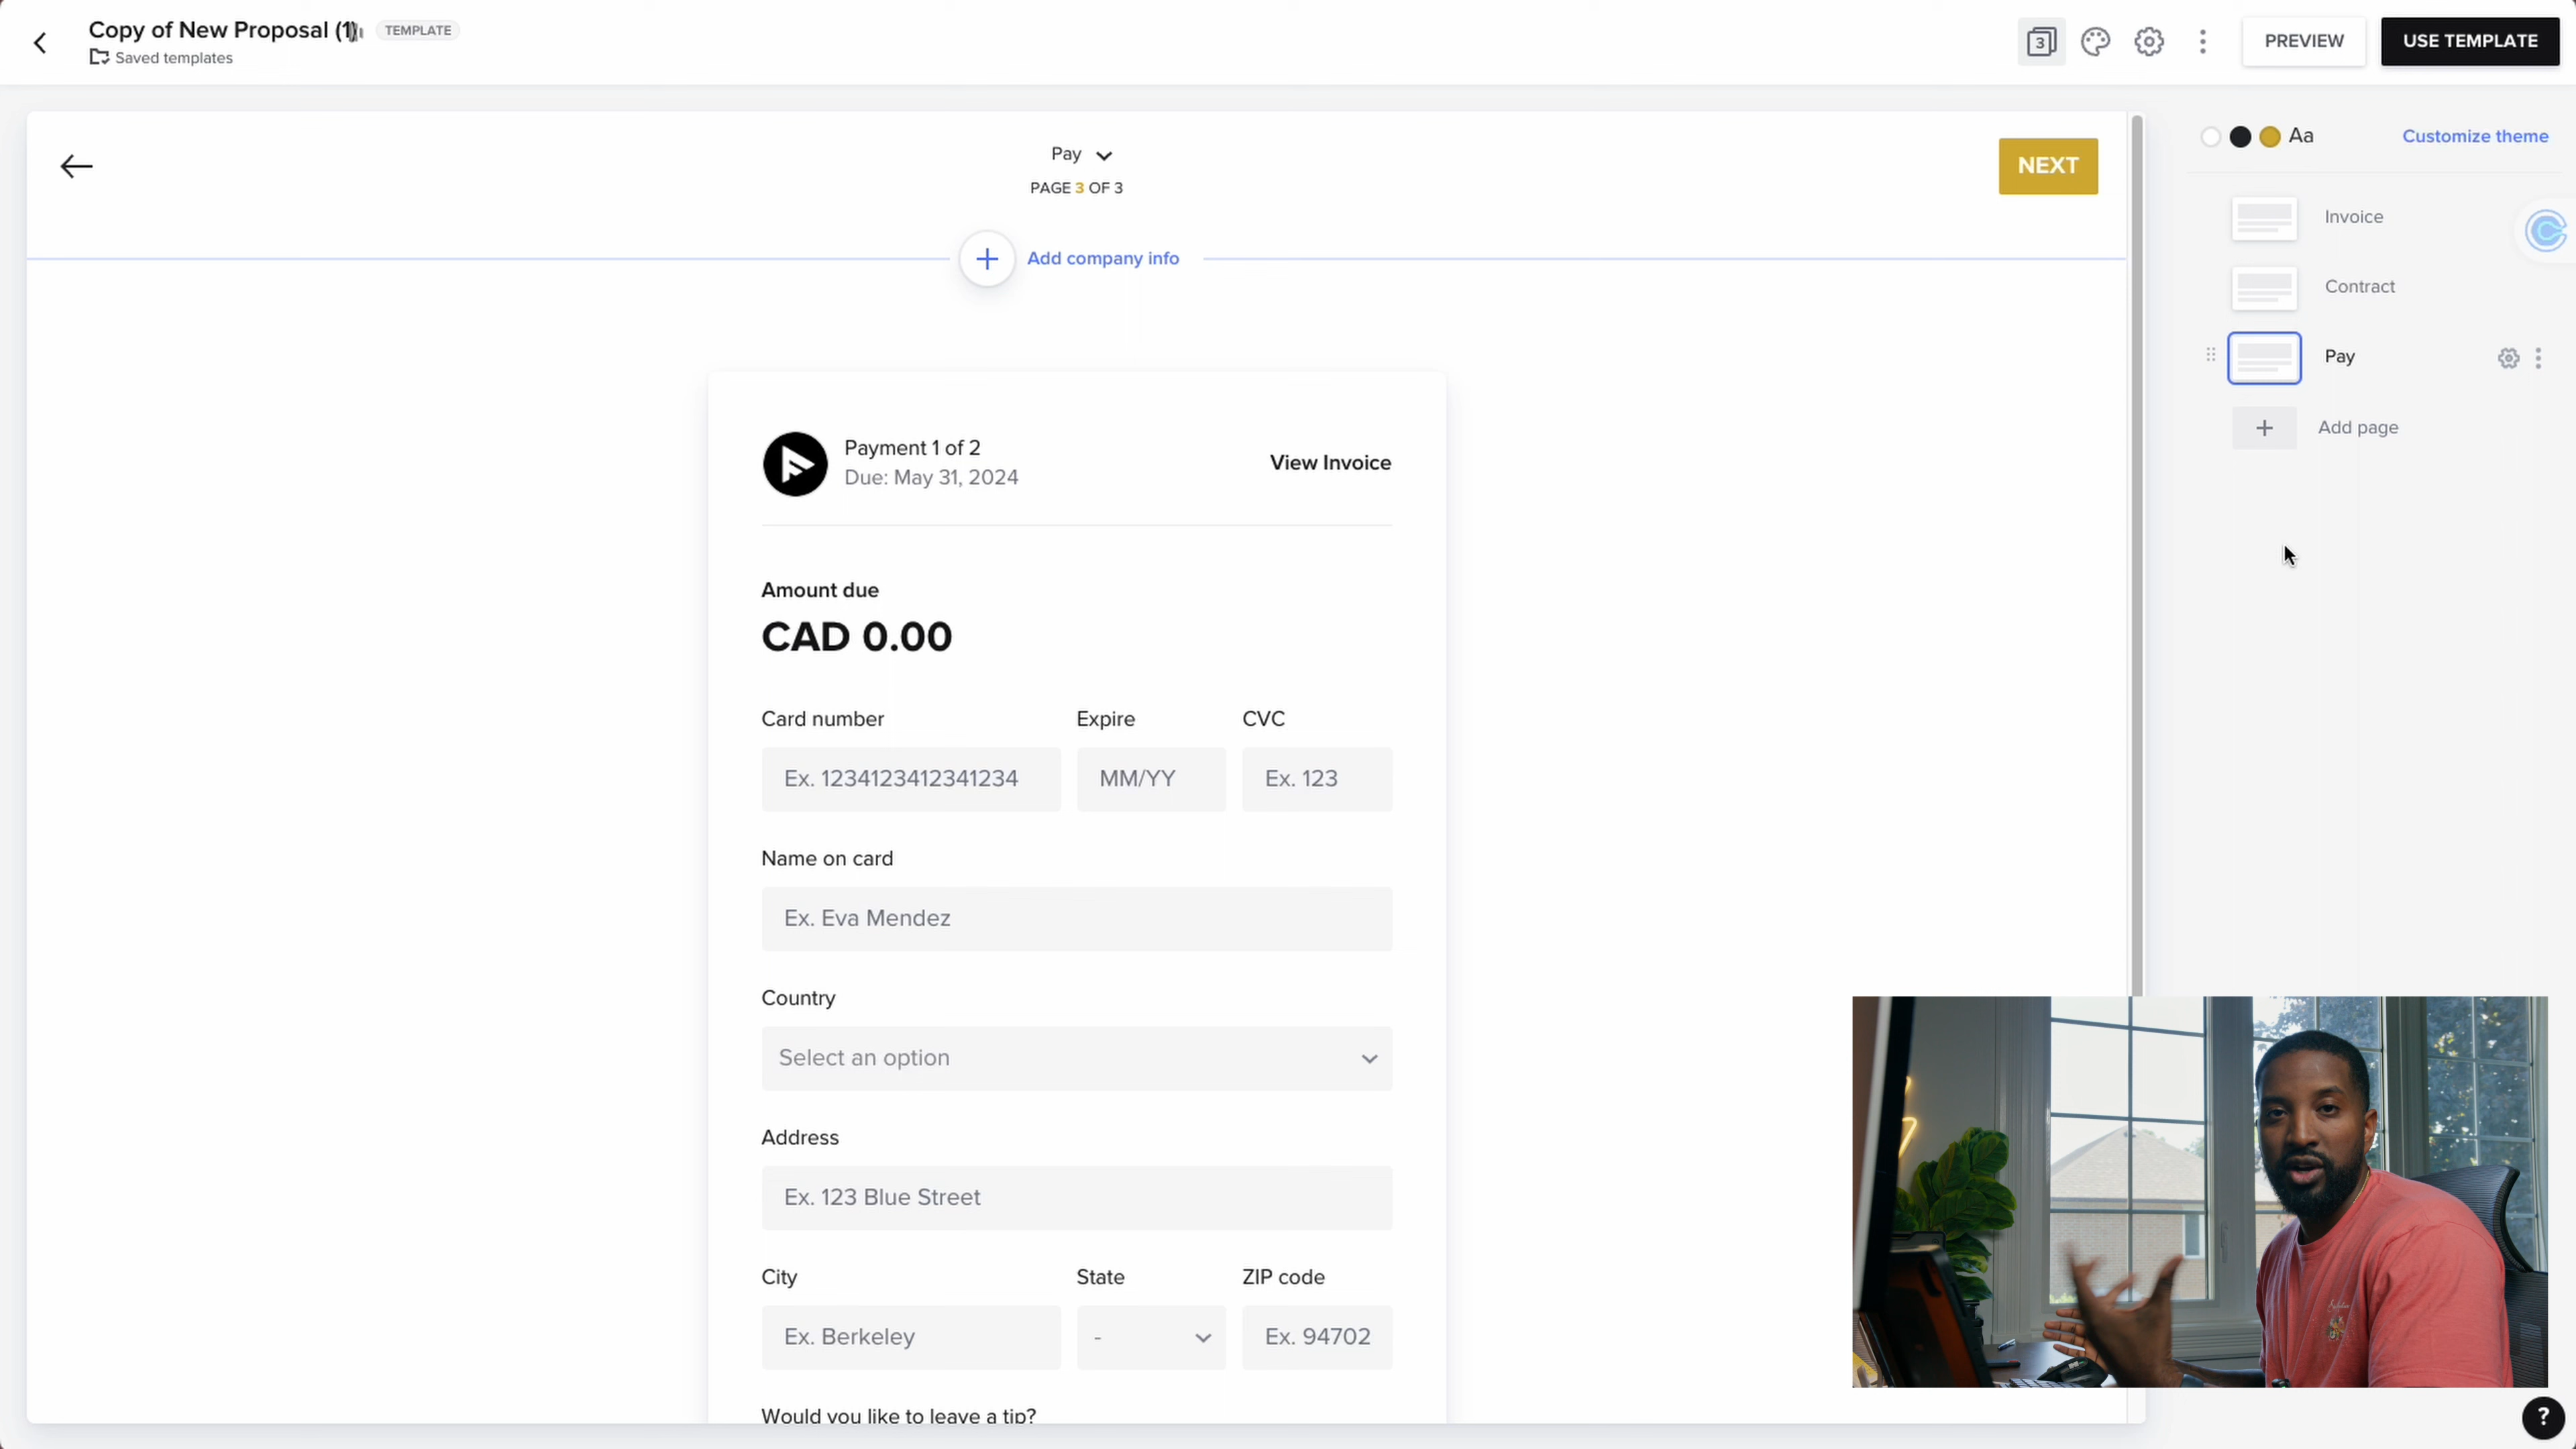 Copy of New Proposal (1)
TEMPLATE
Saved templates
3
PREVIEW
USE TEMPLATE
Pay
PAGE 3 OF 3
NEXT
Add company info
Aa
Customize theme
Invoice
Contract
Pay
Add page
Payment 1 of 2
Due: May 31, 2024
View Invoice
Amount due
CAD 0.00
Card number
Expire
CVC
Ex. 1234123412341234
MM/YY
Ex. 123
Name on card
Ex. Eva Mendez
Country
Select an option
Address
Ex. 123 Blue Street
City
State
ZIP code
Ex. Berkeley
-
Ex. 94702
Would you like to leave a tip?
?